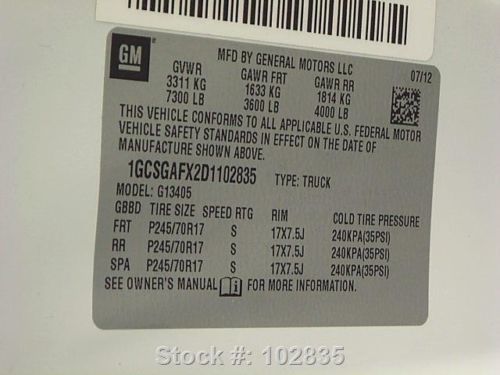 GM
MFD BY GENERAL MOTORS LLC
GVWR GAWR FRT GAWR RR 07/12
3311 KG 1633 KG 1814 KG
7300 LB 3600 LB 4000 LB
THIS VEHICLE CONFORMS TO ALL APPLICABLE U.S. FEDERAL MOTOR
VEHICLE SAFETY STANDARDS IN EFFECT ON THE DATE OF
MANUFACTURE SHOWN ABOVE.
1GCSGAFX2D1102835 TYPE: TRUCK
MODEL: G13405
GBBD TIRE SIZE SPEED RTG RIM COLD TIRE PRESSURE
FRT P245/70R17 S 17X7.5J 240KPA(35PSI)
RR P245/70R17 S 17X7.5J 240KPA(35PSI)
SPA P245/70R17 S 17X7.5J 240KPA(35PSI)
SEE OWNER'S MANUAL FOR MORE INFORMATION.
Stock #: 102835